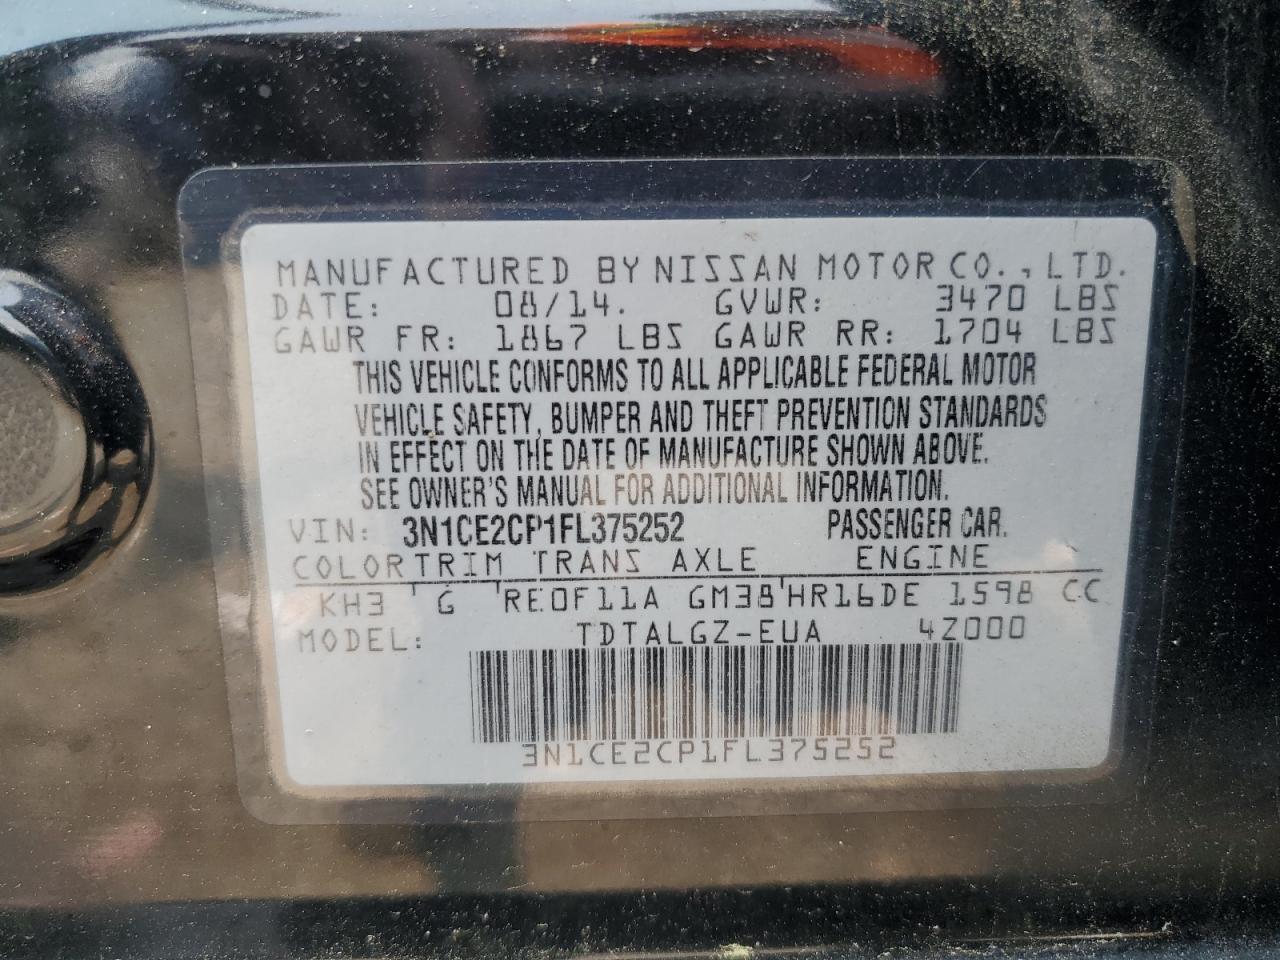 MANUFACTURED BY NISSAN MOTOR CO., LTD.
DATE: 08/14. GVWR: 3470 LBS
GAWR FR: 1867 LBS GAWR RR: 1704 LBS
THIS VEHICLE CONFORMS TO ALL APPLICABLE FEDERAL MOTOR
VEHICLE SAFETY, BUMPER AND THEFT PREVENTION STANDARDS
IN EFFECT ON THE DATE OF MANUFACTURE SHOWN ABOVE.
SEE OWNER'S MANUAL FOR ADDITIONAL INFORMATION.
VIN: 3N1CE2CP1FL375252 PASSENGER CAR.
COLOR TRIM TRANS AXLE ENGINE
KH3 G RE0F11A GM38 HR16DE 1598 CC
MODEL: TDTALGZ-EUA 4Z000
3N1CE2CP1FL375252